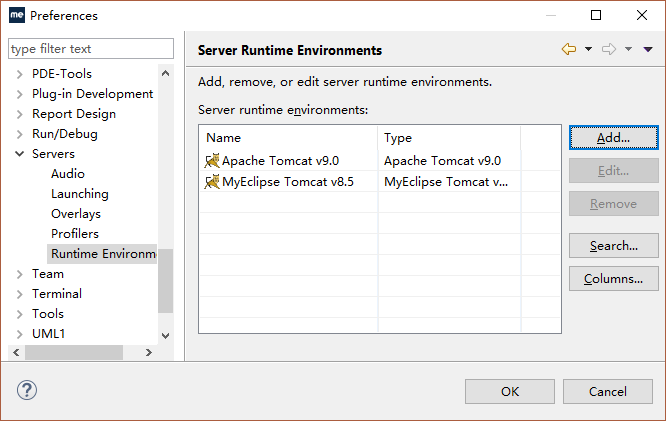 me Preferences
type filter text
PDE-Tools
Plug-in Development
Report Design
Run/Debug
Servers
Audio
Launching
Overlays
Profilers
Runtime Environm
Team
Terminal
Tools
UML1
Server Runtime Environments
Add, remove, or edit server runtime environments.
Server runtime environments:
Name Type
Apache Tomcat v9.0 Apache Tomcat v9.0
MyEclipse Tomcat v8.5 MyEclipse Tomcat v...
Add...
Edit...
Remove
Search...
Columns...
?
OK Cancel